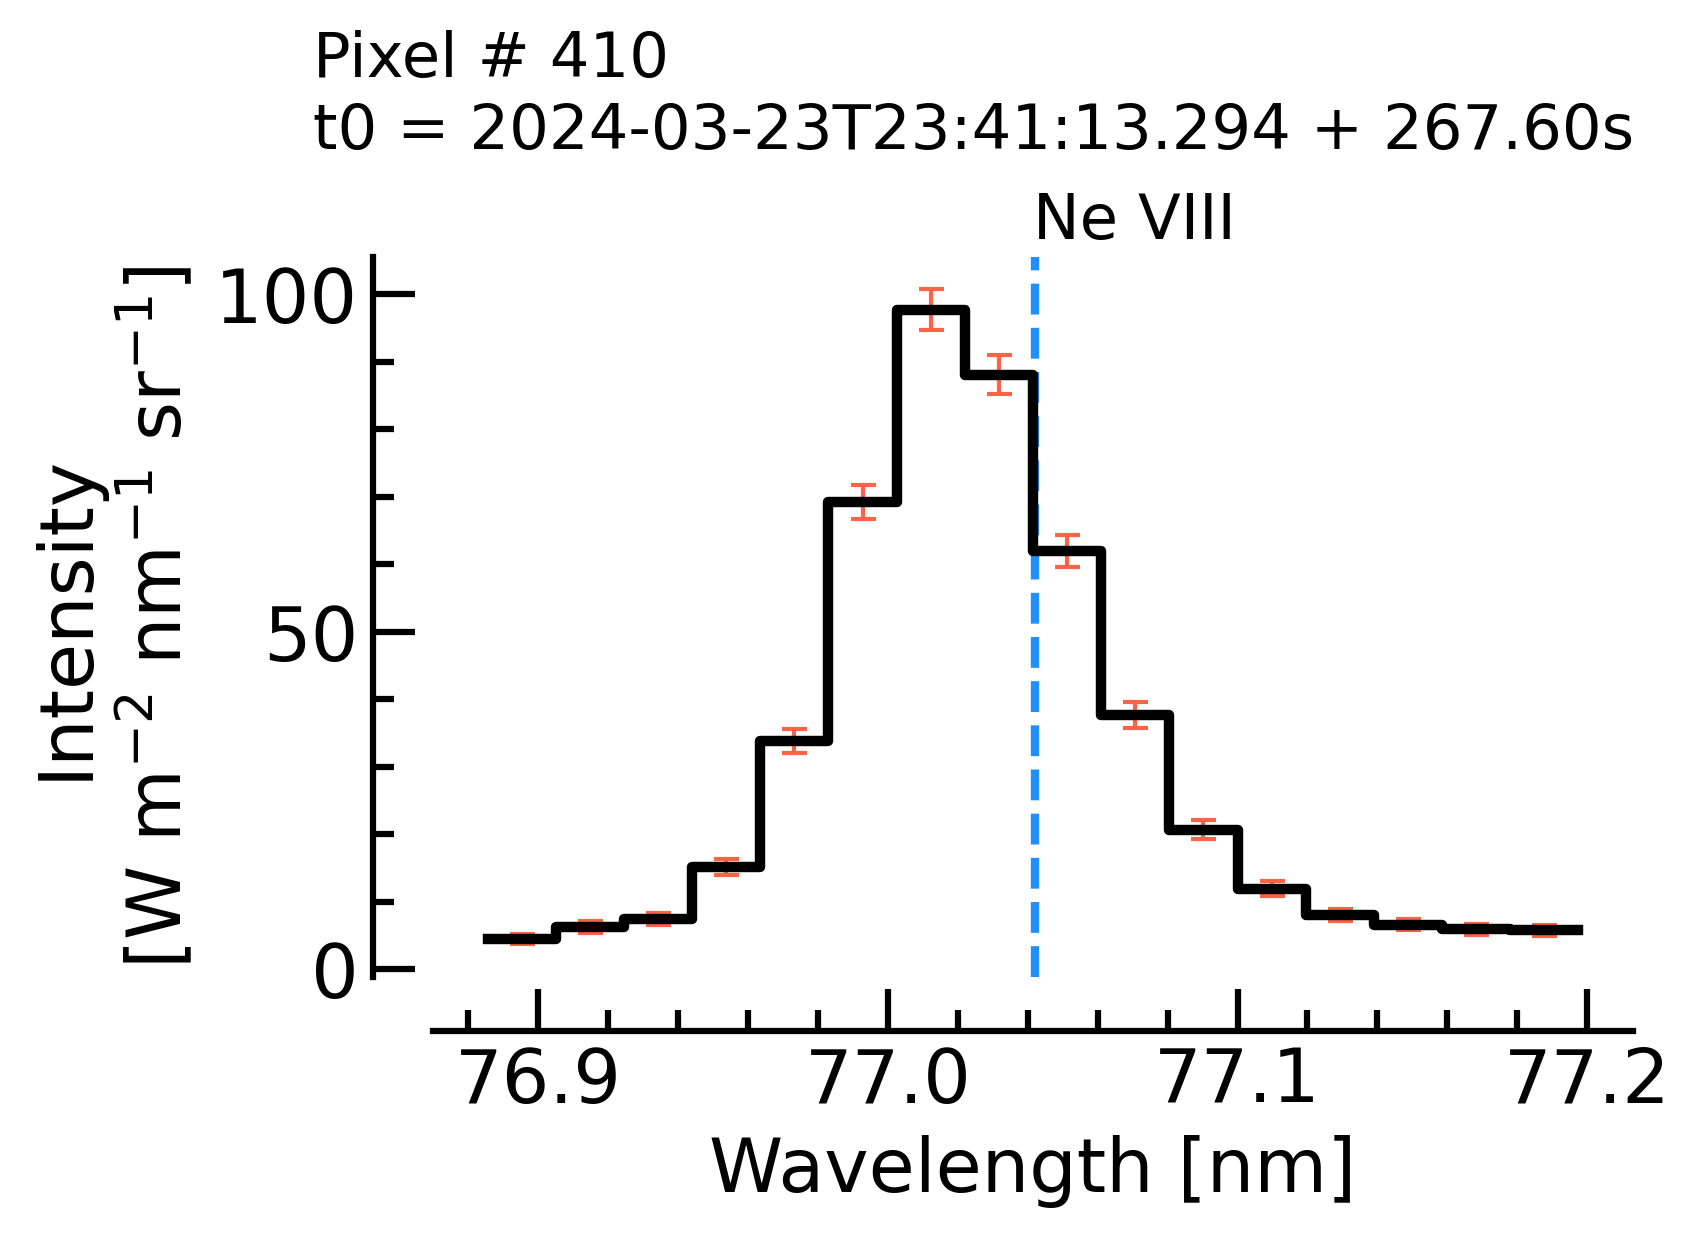 Pixel # 410
t0 = 2024-03-23T23:41:13.294 + 267.60s
Ne VIII
Intensity
[W m⁻² nm⁻¹ sr⁻¹]
100
50
0
76.9 77.0 77.1 77.2
Wavelength [nm]